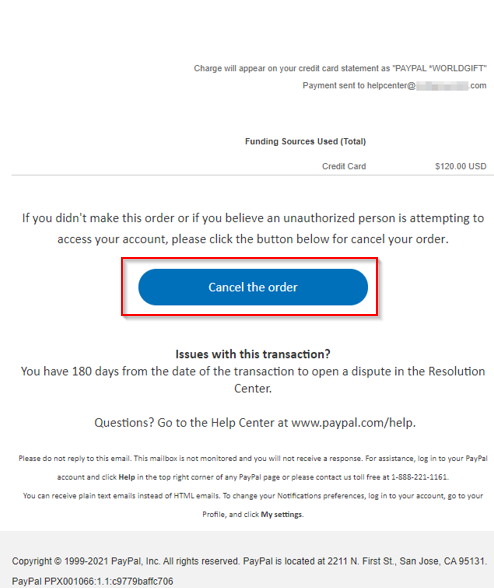 Charge will appear on your credit card statement as "PAYPAL *WORLDGIFT"
Payment sent to helpcenter@ .com
Funding Sources Used (Total)
Credit Card $120.00 USD
If you didn't make this order or if you believe an unauthorized person is attempting to
access your account, please click the button below for cancel your order.
Cancel the order
Issues with this transaction?
You have 180 days from the date of the transaction to open a dispute in the Resolution
Center.
Questions? Go to the Help Center at www.paypal.com/help.
Please do not reply to this email. This mailbox is not monitored and you will not receive a response. For assistance, log in to your PayPal
account and click Help in the top right corner of any PayPal page or please contact us toll free at 1-888-221-1161.
You can receive plain text emails instead of HTML emails. To change your Notifications preferences, log in to your account, go to your
Profile, and click My settings.
Copyright © 1999-2021 PayPal, Inc. All rights reserved. PayPal is located at 2211 N. First St., San Jose, CA 95131.
PayPal PPX001066:1.1:c9779baffc706